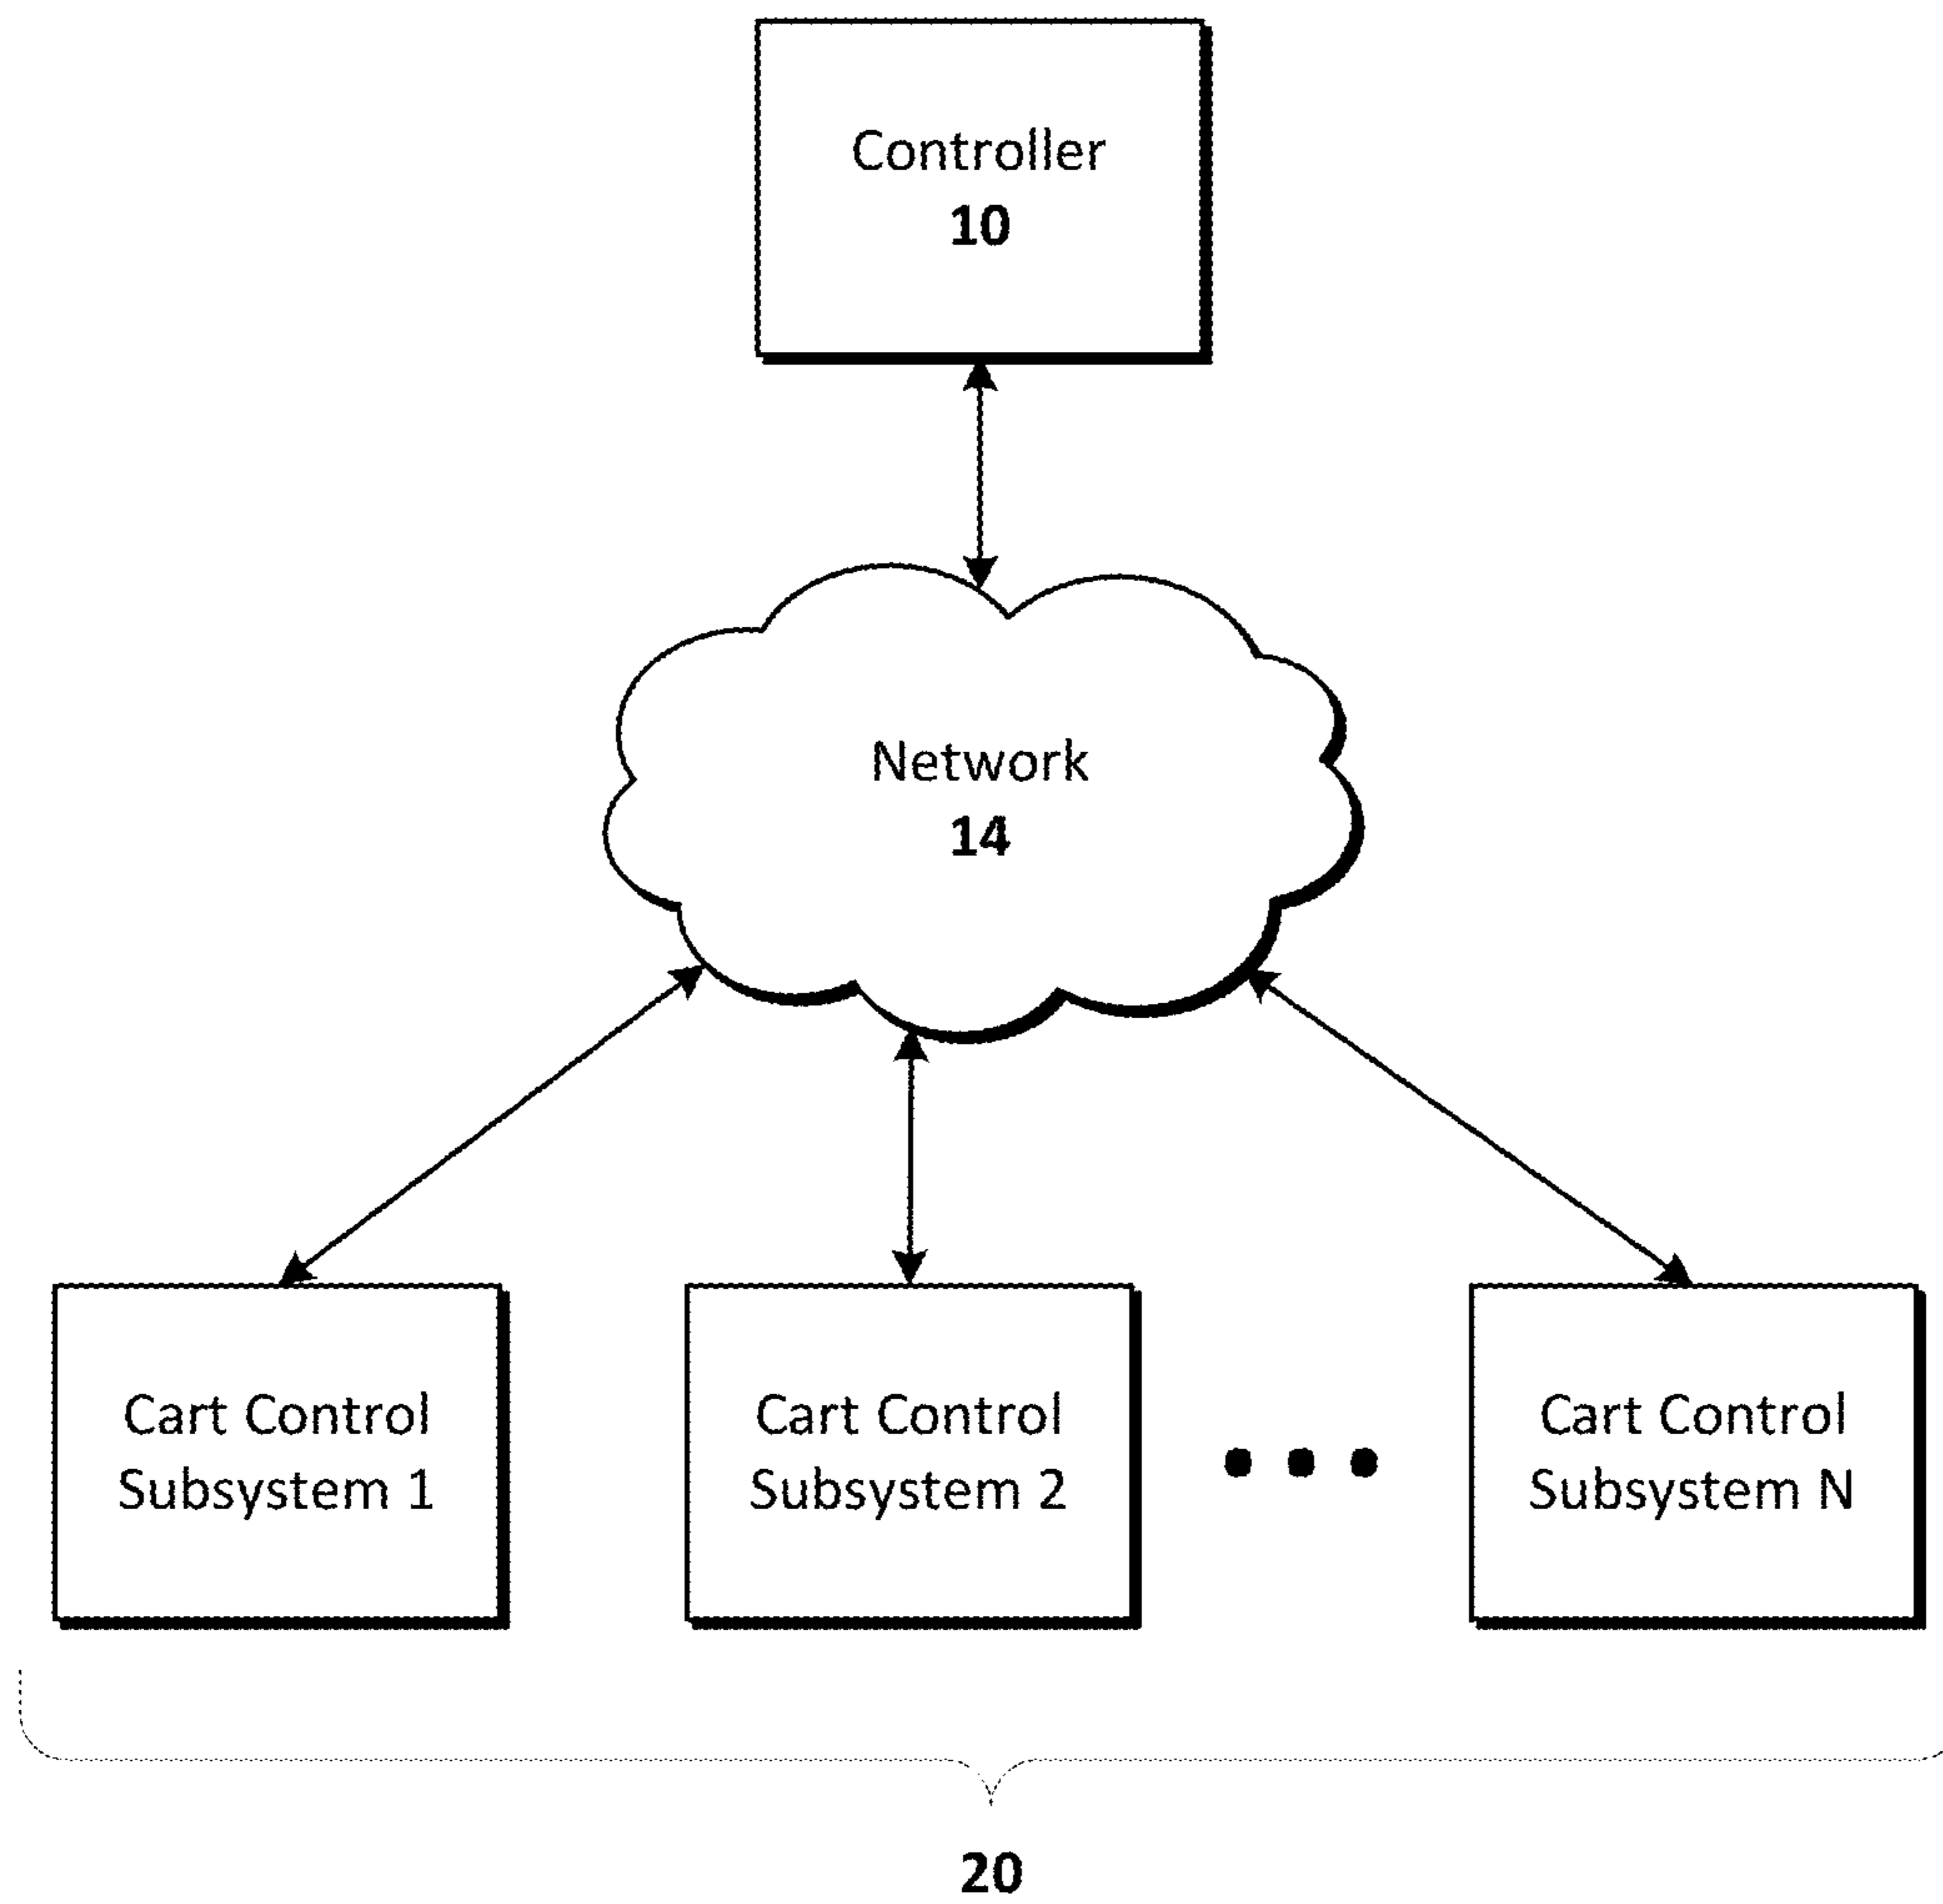 Controller
10
Network
14
Cart Control
Subsystem 1
Cart Control
Subsystem 2
Cart Control
Subsystem N
20